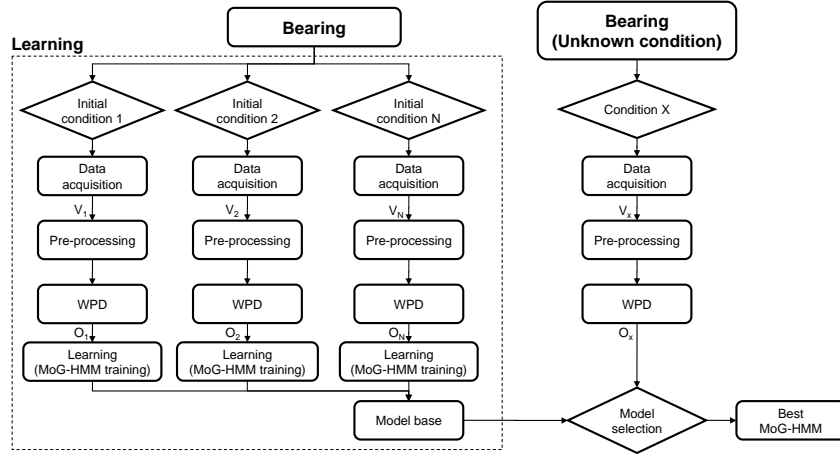 Bearing
Bearing
(Unknown condition)
Learning
Initial
condition 1
Initial
condition 2
Initial
condition N
Condition X
Data
acquisition
Data
acquisition
Data
acquisition
Data
acquisition
V1
V2
VN
Vx
Pre-processing
Pre-processing
Pre-processing
Pre-processing
WPD
WPD
WPD
WPD
O1
O2
ON
Ox
Learning
(MoG-HMM training)
Learning
(MoG-HMM training)
Learning
(MoG-HMM training)
Model base
Model
selection
Best
MoG-HMM